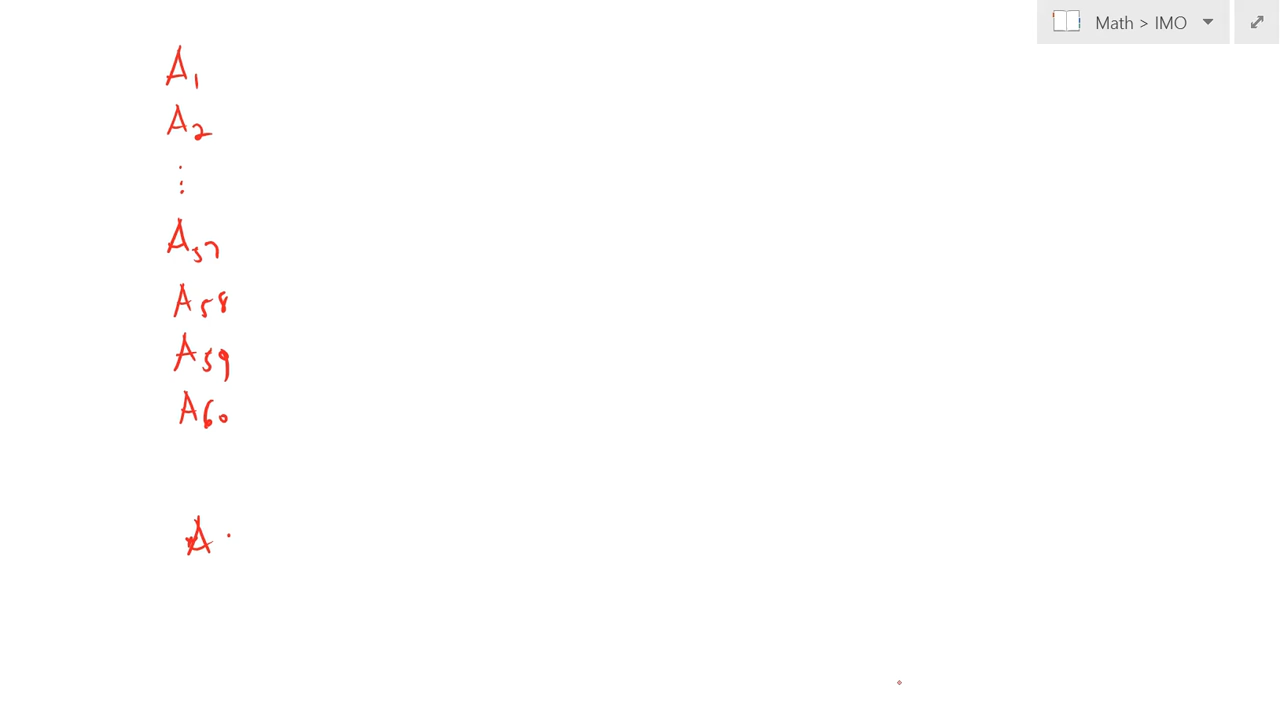 Math > IMO
A₁
A₂
⋮
A₅₇
A₅₈
A₅₉
A₆₀
A ·